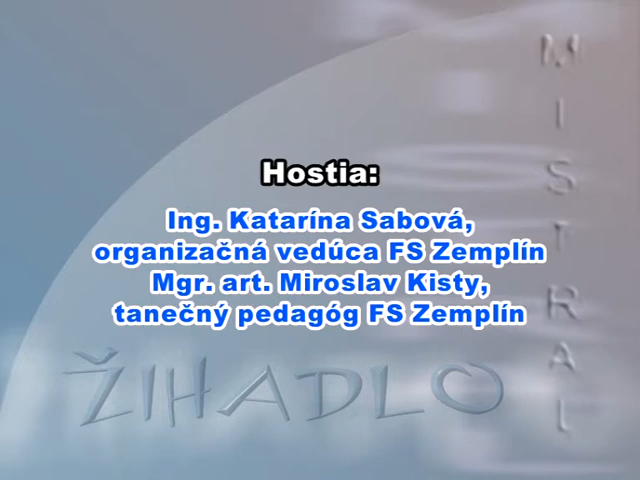 Hostia:
Ing. Katarína Sabová,
organizačná vedúca FS Zemplín
Mgr. art. Miroslav Kisty,
tanečný pedagóg FS Zemplín
ŽIHADLO
MISTRAL